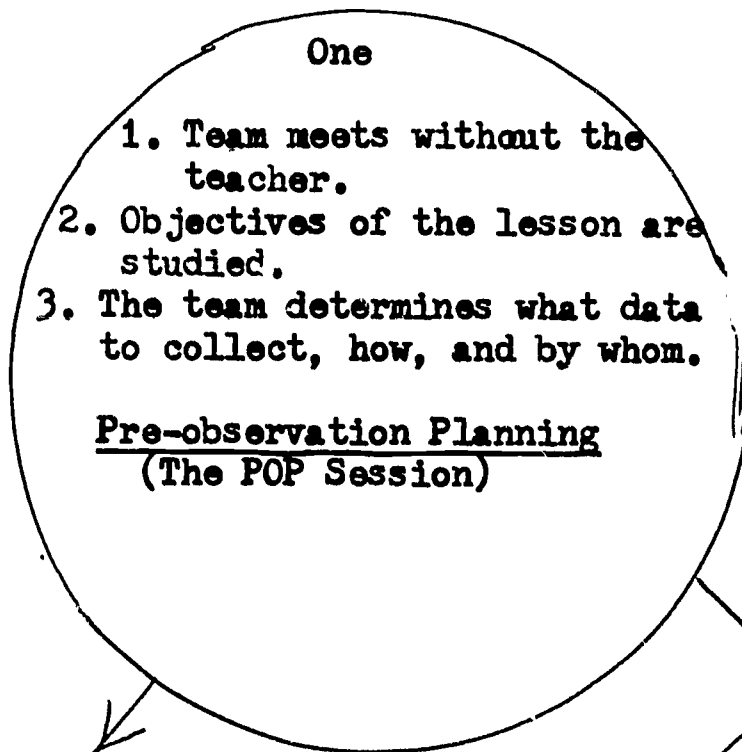 One
1. Team meets without the
teacher.
2. Objectives of the lesson are
studied.
3. The team determines what data
to collect, how, and by whom.
Pre-observation Planning
(The POP Session)